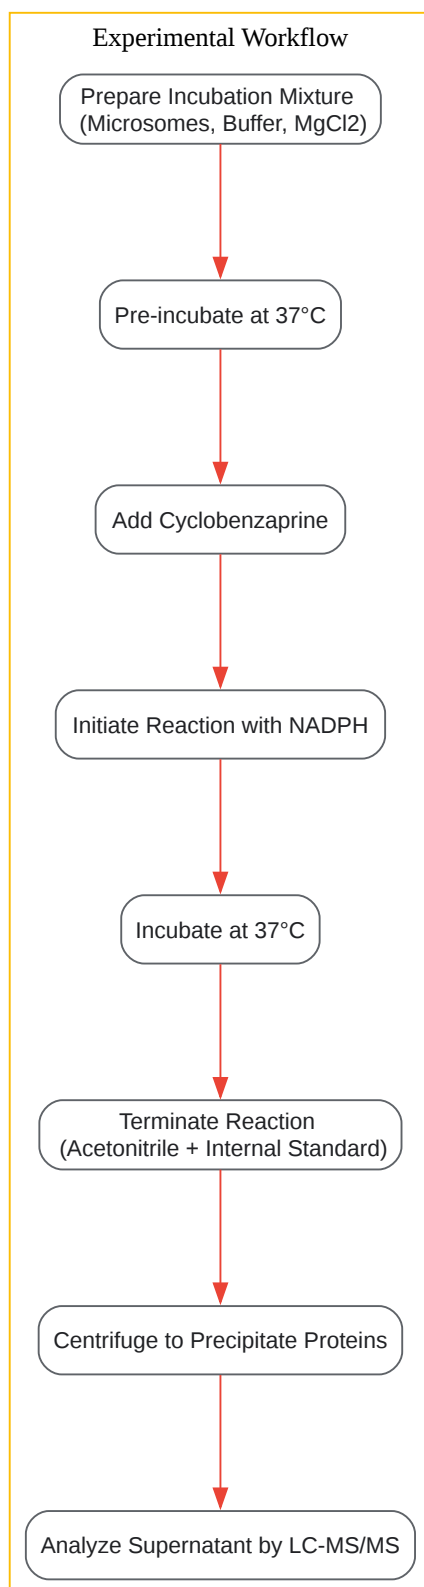 Experimental Workflow
Prepare Incubation Mixture
(Microsomes, Buffer, MgCl2)
Pre-incubate at 37°C
Add Cyclobenzaprine
Initiate Reaction with NADPH
Incubate at 37°C
Terminate Reaction
(Acetonitrile + Internal Standard)
Centrifuge to Precipitate Proteins
Analyze Supernatant by LC-MS/MS